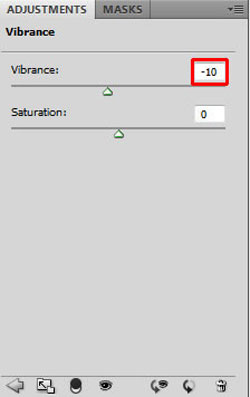 ADJUSTMENTS MASKS
Vibrance
Vibrance: -10
Saturation: 0